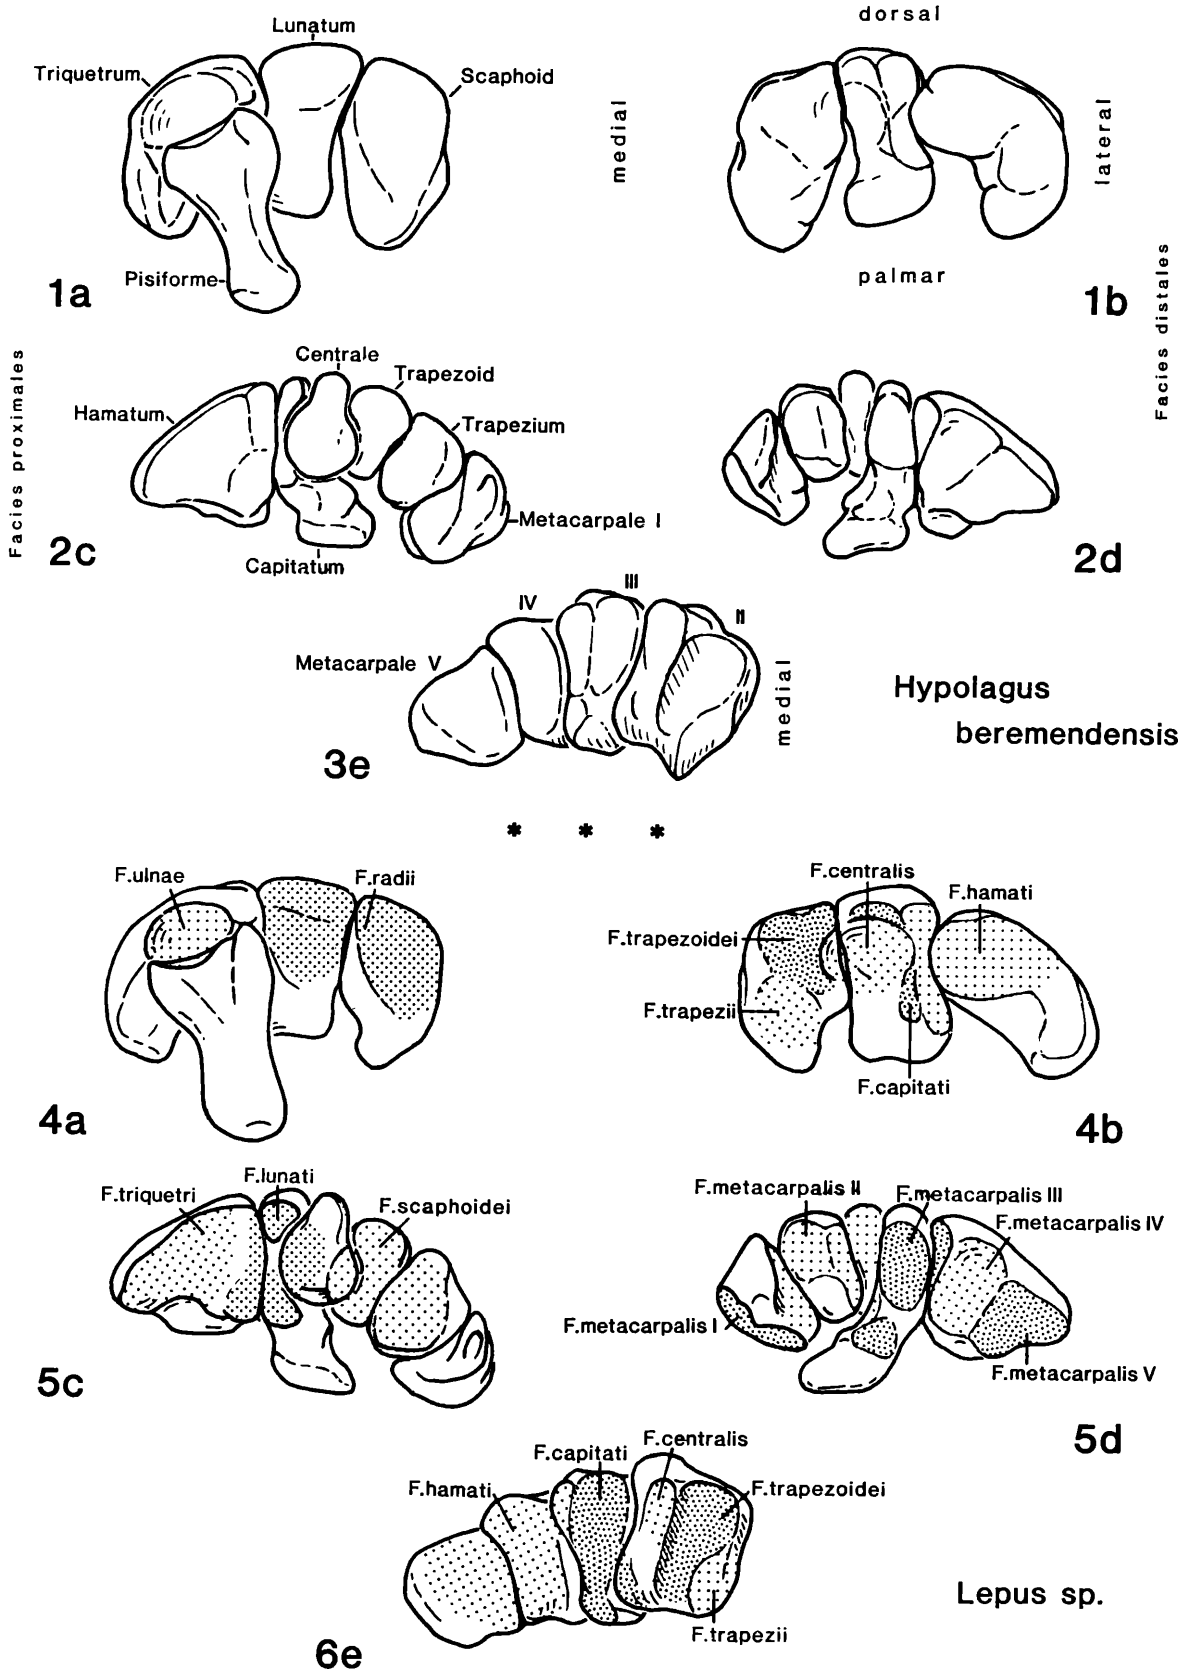 dorsal
Lunatum
Triquetrum
Scaphoid
medial
lateral
Pisiforme
palmar
1a
1b
Facies proximales
Facies distales
Centrale
Trapezoid
Hamatum
Trapezium
Metacarpale I
Capitatum
2c
2d
III
IV
II
Metacarpale V
medial
3e
Hypolagus
beremendensis
* * *
F.ulnae
F.radii
F.centralis
F.hamati
F.trapezoidei
F.trapezii
F.capitati
4a
4b
F.lunati
F.triquetri
F.scaphoidei
F.metacarpalis II
F.metacarpalis III
F.metacarpalis IV
F.metacarpalis I
F.metacarpalis V
5c
5d
F.centralis
F.capitati
F.hamati
F.trapezoidei
F.trapezii
6e
Lepus sp.